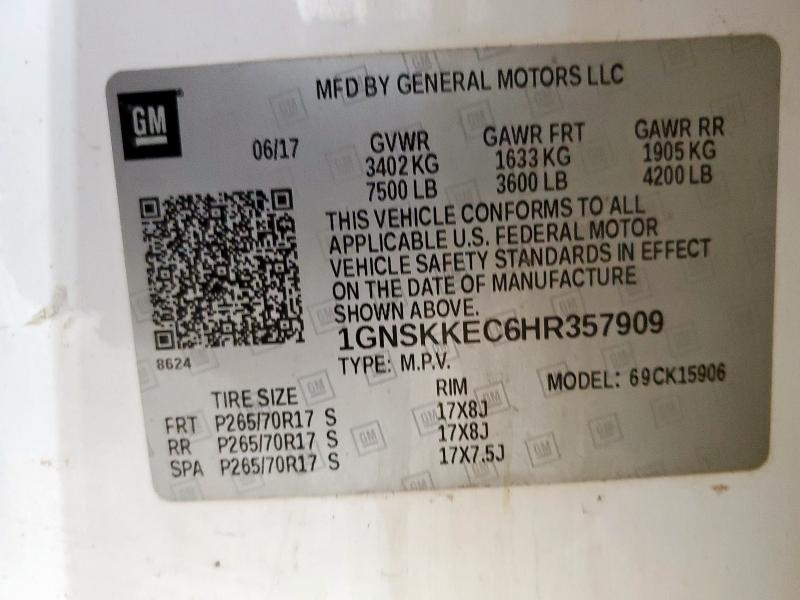 MFD BY GENERAL MOTORS LLC
GM
06/17
GVWR GAWR FRT GAWR RR
3402 KG 1633 KG 1905 KG
7500 LB 3600 LB 4200 LB
THIS VEHICLE CONFORMS TO ALL
APPLICABLE U.S. FEDERAL MOTOR
VEHICLE SAFETY STANDARDS IN EFFECT
ON THE DATE OF MANUFACTURE
SHOWN ABOVE.
1GNSKKEC6HR357909
8624
TYPE: M.P.V.
MODEL: 69CK15906
TIRE SIZE RIM
FRT P265/70R17 S 17X8J
RR P265/70R17 S 17X8J
SPA P265/70R17 S 17X7.5J